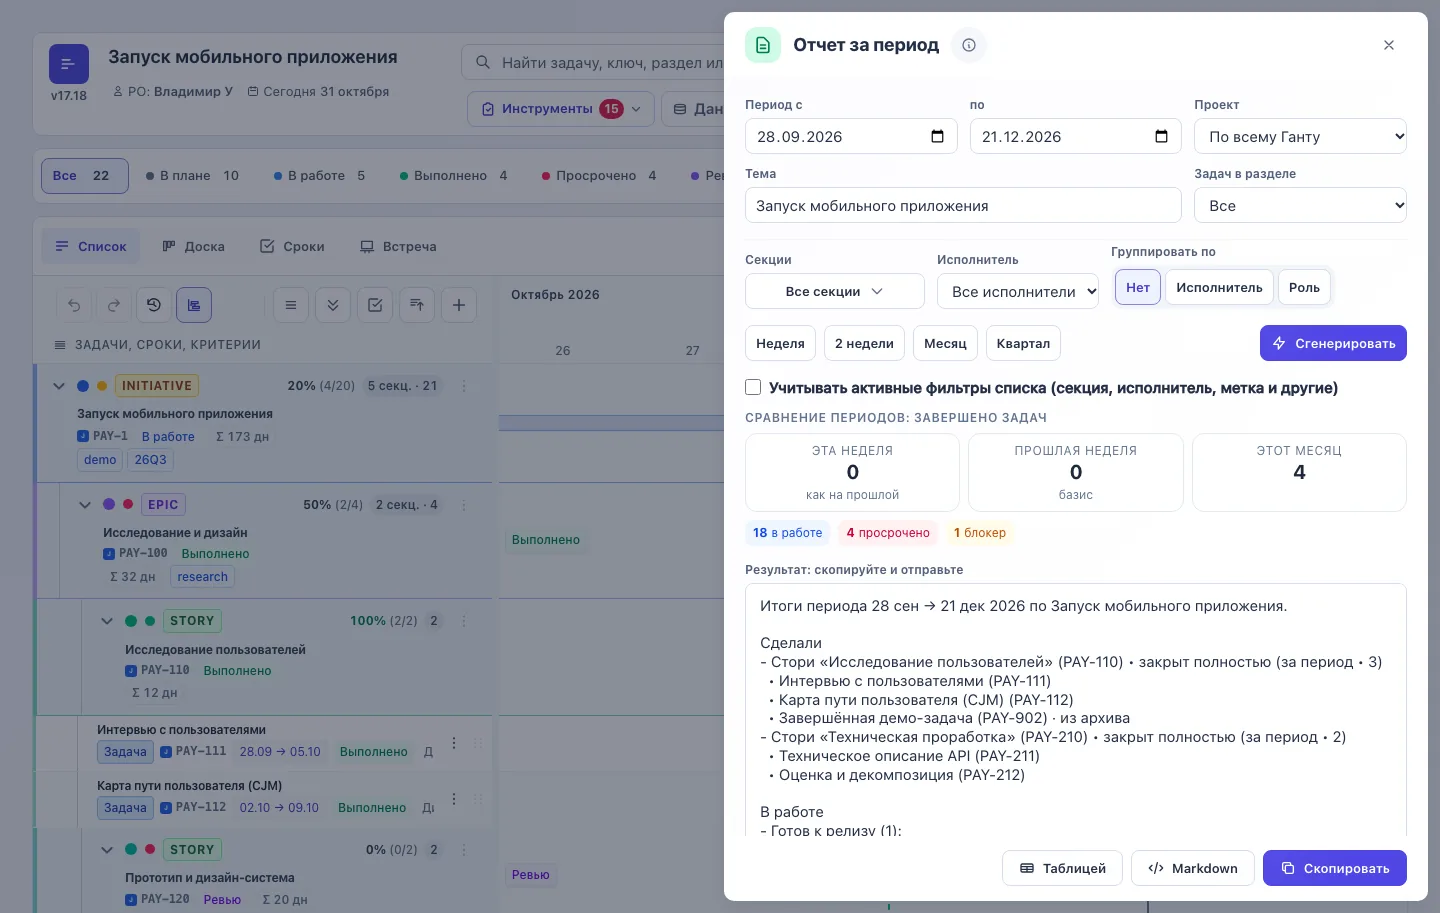 Запуск мобильного приложения
v17.18
PO: Владимир У
Сегодня 31 октября
Найти задачу, ключ, раздел ил
Инструменты 15
Дан
Все 22
В плане 10
В работе 5
Выполнено 4
Просрочено 4
Список
Доска
Сроки
Встреча
Октябрь 2026
ЗАДАЧИ, СРОКИ, КРИТЕРИИ
26
27
INITIATIVE
20% (4/20)
5 секц. · 21
Запуск мобильного приложения
PAY-1 В работе Σ 173 дн
demo 26Q3
EPIC
50% (2/4)
2 секц. · 4
Исследование и дизайн
PAY-100 Выполнено
Σ 32 дн research
Выполнено
STORY
100% (2/2) 2
Исследование пользователей
PAY-110 Выполнено
Σ 12 дн
Интервью с пользователями
Задача PAY-111 28.09 → 05.10 Выполнено
Карта пути пользователя (CJM)
Задача PAY-112 02.10 → 09.10 Выполнено
STORY
0% (0/2) 2
Прототип и дизайн-система
PAY-120 Ревью Σ 20 дн
Ревью
Отчет за период
Период с
по
Проект
28.09.2026
21.12.2026
По всему Ганту
Тема
Задач в разделе
Запуск мобильного приложения
Все
Секции
Исполнитель
Группировать по
Все секции
Все исполнители
Нет
Исполнитель
Роль
Неделя
2 недели
Месяц
Квартал
Сгенерировать
Учитывать активные фильтры списка (секция, исполнитель, метка и другие)
СРАВНЕНИЕ ПЕРИОДОВ: ЗАВЕРШЕНО ЗАДАЧ
ЭТА НЕДЕЛЯ
0
как на прошлой
ПРОШЛАЯ НЕДЕЛЯ
0
базис
ЭТОТ МЕСЯЦ
4
18 в работе
4 просрочено
1 блокер
Результат: скопируйте и отправьте
Итоги периода 28 сен → 21 дек 2026 по Запуск мобильного приложения.
Сделали
- Стори «Исследование пользователей» (PAY-110) • закрыт полностью (за период • 3)
• Интервью с пользователями (PAY-111)
• Карта пути пользователя (CJM) (PAY-112)
• Завершённая демо-задача (PAY-902) · из архива
- Стори «Техническая проработка» (PAY-210) • закрыт полностью (за период • 2)
• Техническое описание API (PAY-211)
• Оценка и декомпозиция (PAY-212)
В работе
- Готов к релизу (1):
Таблицей
Markdown
Скопировать